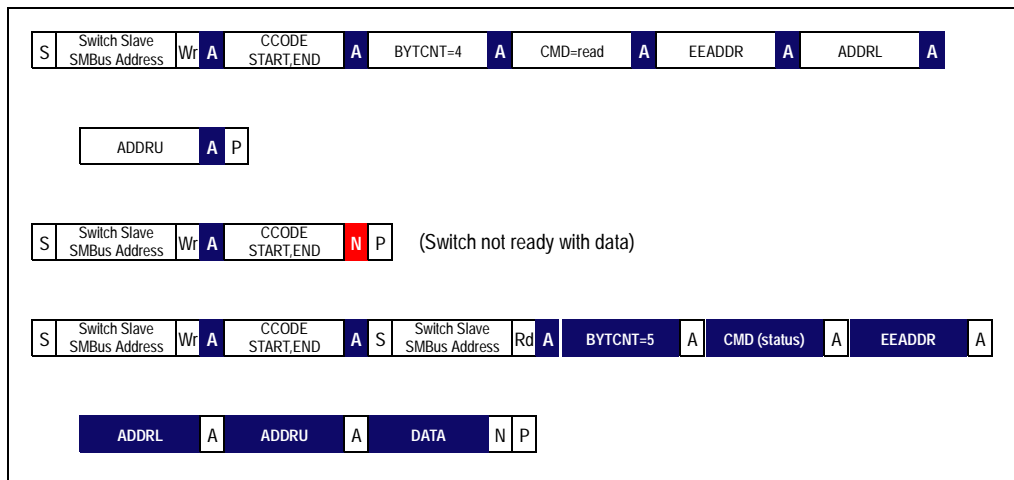 S Switch Slave SMBus Address Wr A CCODE START,END A BYTCNT=4 A CMD=read A EEADDR A ADDRL A
ADDRU A P
S Switch Slave SMBus Address Wr A CCODE START,END N P (Switch not ready with data)
S Switch Slave SMBus Address Wr A CCODE START,END A S Switch Slave SMBus Address Rd A BYTCNT=5 A CMD (status) A EEADDR A
ADDRL A ADDRU A DATA N P